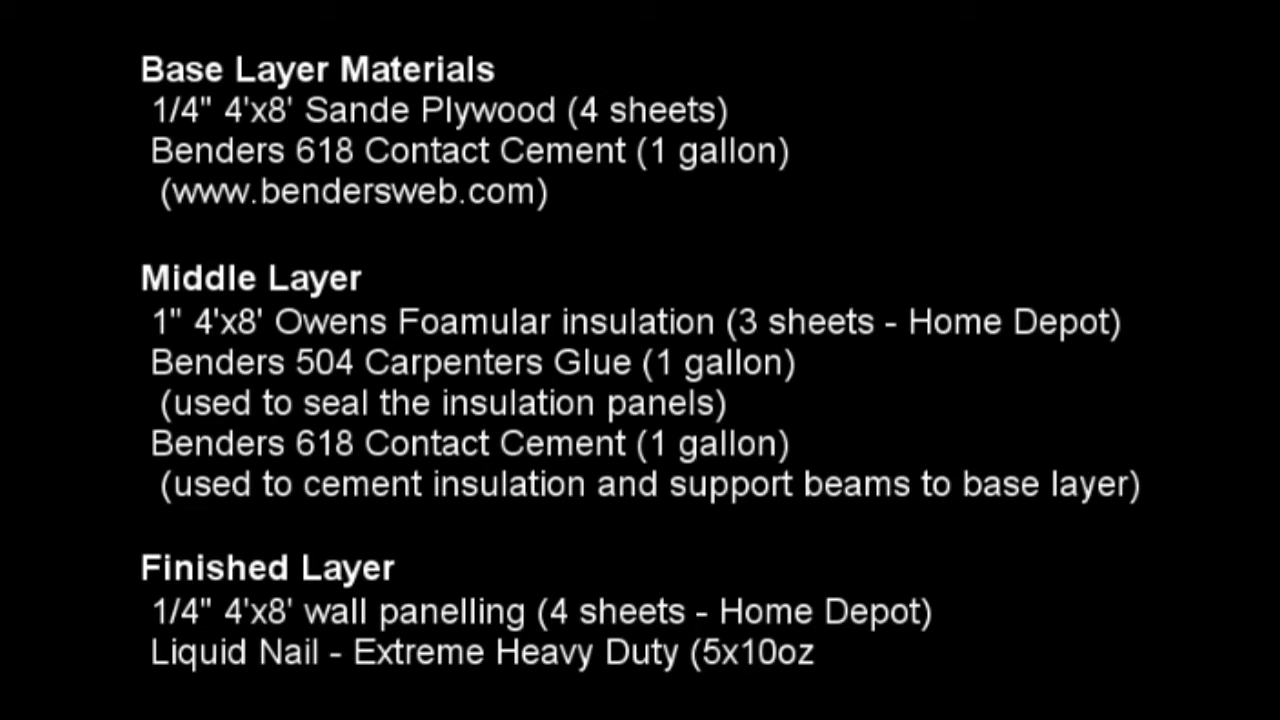 Base Layer Materials
1/4" 4'x8' Sande Plywood (4 sheets)
Benders 618 Contact Cement (1 gallon)
(www.bendersweb.com)
Middle Layer
1" 4'x8' Owens Foamular insulation (3 sheets - Home Depot)
Benders 504 Carpenters Glue (1 gallon)
(used to seal the insulation panels)
Benders 618 Contact Cement (1 gallon)
(used to cement insulation and support beams to base layer)
Finished Layer
1/4" 4'x8' wall panelling (4 sheets - Home Depot)
Liquid Nail - Extreme Heavy Duty (5x10oz